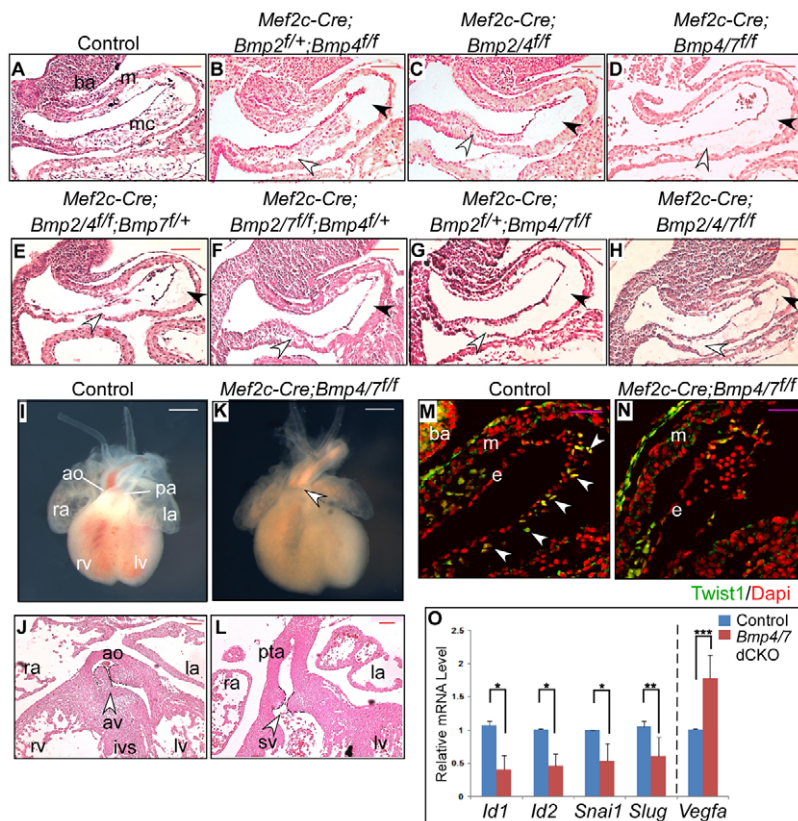 Control
Mef2c-Cre;
Bmp2f/+;Bmp4f/f
Mef2c-Cre;
Bmp2/4f/f
Mef2c-Cre;
Bmp4/7f/f
A
ba
m
mc
B
C
D
Mef2c-Cre;
Bmp2/4f/f;Bmp7f/+
Mef2c-Cre;
Bmp2/7f/f;Bmp4f/+
Mef2c-Cre;
Bmp2f/+;Bmp4/7f/f
Mef2c-Cre;
Bmp2/4/7f/f
E
F
G
H
Control
Mef2c-Cre;Bmp4/7f/f
Control
Mef2c-Cre;Bmp4/7f/f
I
ao
pa
ra
la
rv
lv
K
M
ba
m
e
N
m
e
Twist1/Dapi
J
ao
ra
la
av
rv
ivs
lv
L
pta
ra
la
sv
lv
O
Control
Bmp4/7
dCKO
Relative mRNA Level
2.5
2
1.5
1
0.5
0
*
*
*
**
***
Id1
Id2
Snai1
Slug
Vegfa